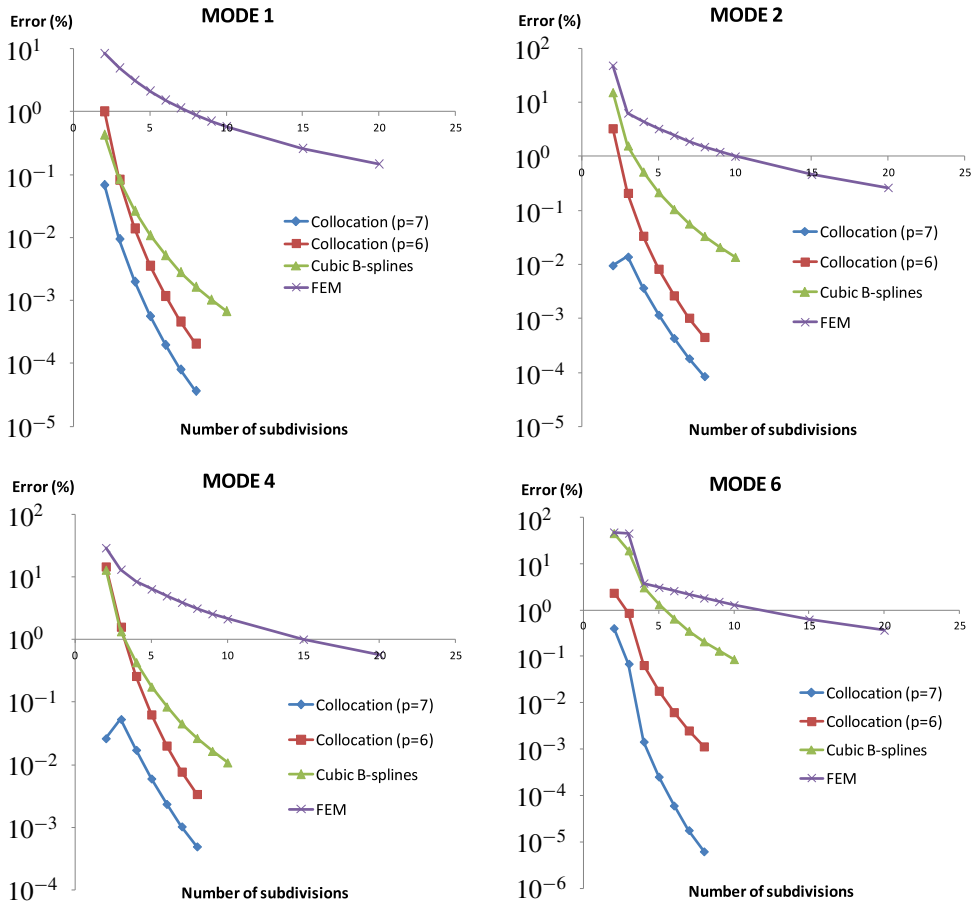 MODE 1
Error (%)
10^1
10^0
10^-1
10^-2
10^-3
10^-4
10^-5
0 5 10 15 20 25
Collocation (p=7)
Collocation (p=6)
Cubic B-splines
FEM
Number of subdivisions
MODE 2
Error (%)
10^2
10^1
10^0
10^-1
10^-2
10^-3
10^-4
10^-5
0 5 10 15 20 25
Collocation (p=7)
Collocation (p=6)
Cubic B-splines
FEM
Number of subdivisions
MODE 4
Error (%)
10^2
10^1
10^0
10^-1
10^-2
10^-3
10^-4
0 5 10 15 20 25
Collocation (p=7)
Collocation (p=6)
Cubic B-splines
FEM
Number of subdivisions
MODE 6
Error (%)
10^2
10^1
10^0
10^-1
10^-2
10^-3
10^-4
10^-5
10^-6
0 5 10 15 20 25
Collocation (p=7)
Collocation (p=6)
Cubic B-splines
FEM
Number of subdivisions